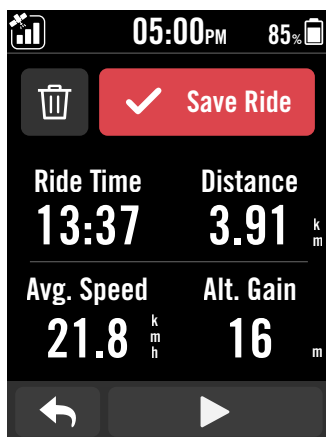 05:00PM 85%
Save Ride
Ride Time Distance
13:37 3.91 km
Avg. Speed Alt. Gain
21.8 kmh 16 m